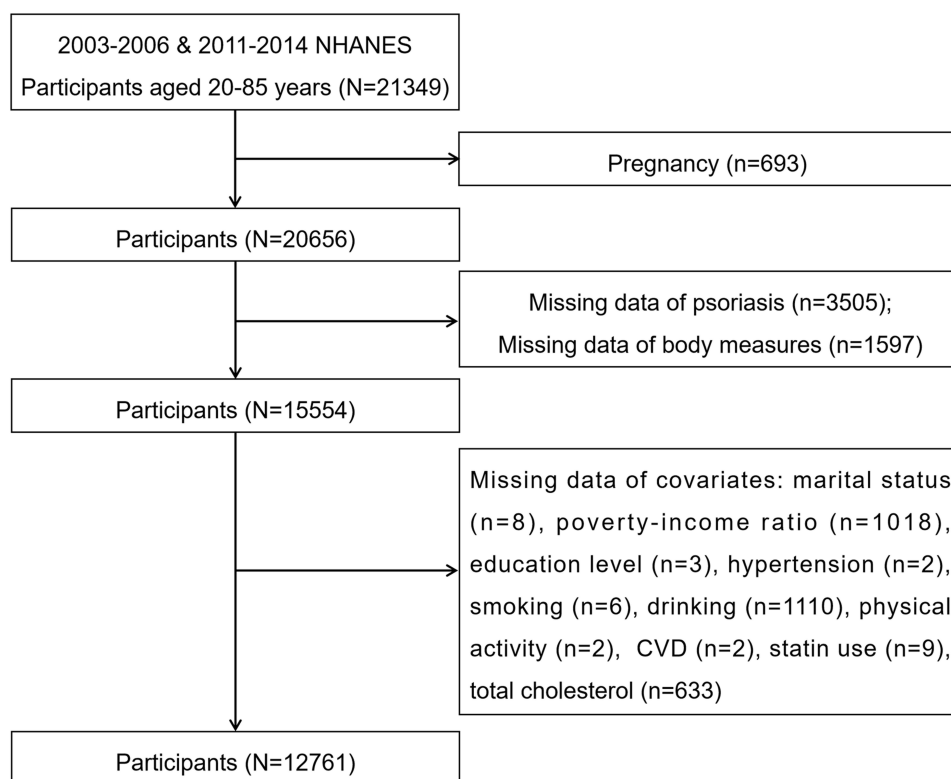 2003-2006 & 2011-2014 NHANES
Participants aged 20-85 years (N=21349)
Pregnancy (n=693)
Participants (N=20656)
Missing data of psoriasis (n=3505);
Missing data of body measures (n=1597)
Participants (N=15554)
Missing data of covariates: marital status
(n=8), poverty-income ratio (n=1018),
education level (n=3), hypertension (n=2),
smoking (n=6), drinking (n=1110), physical
activity (n=2), CVD (n=2), statin use (n=9),
total cholesterol (n=633)
Participants (N=12761)